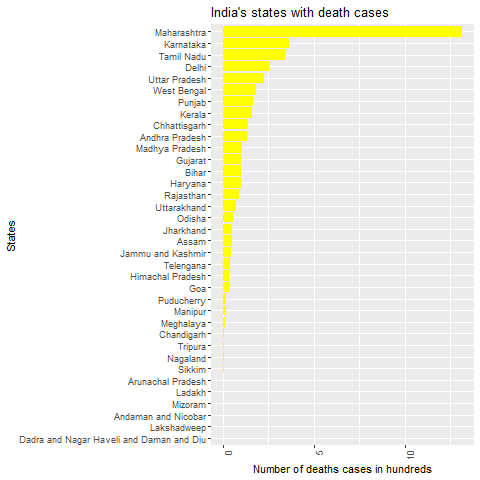 India's states with death cases
Maharashtra
Karnataka
Tamil Nadu
Delhi
Uttar Pradesh
West Bengal
Punjab
Kerala
Chhattisgarh
Andhra Pradesh
Madhya Pradesh
Gujarat
Bihar
Haryana
Rajasthan
Uttarakhand
Odisha
Jharkhand
Assam
Jammu and Kashmir
Telengana
Himachal Pradesh
Goa
Puducherry
Manipur
Meghalaya
Chandigarh
Tripura
Nagaland
Sikkim
Arunachal Pradesh
Ladakh
Mizoram
Andaman and Nicobar
Lakshadweep
Dadra and Nagar Haveli and Daman and Diu
States
0
5
10
Number of deaths cases in hundreds